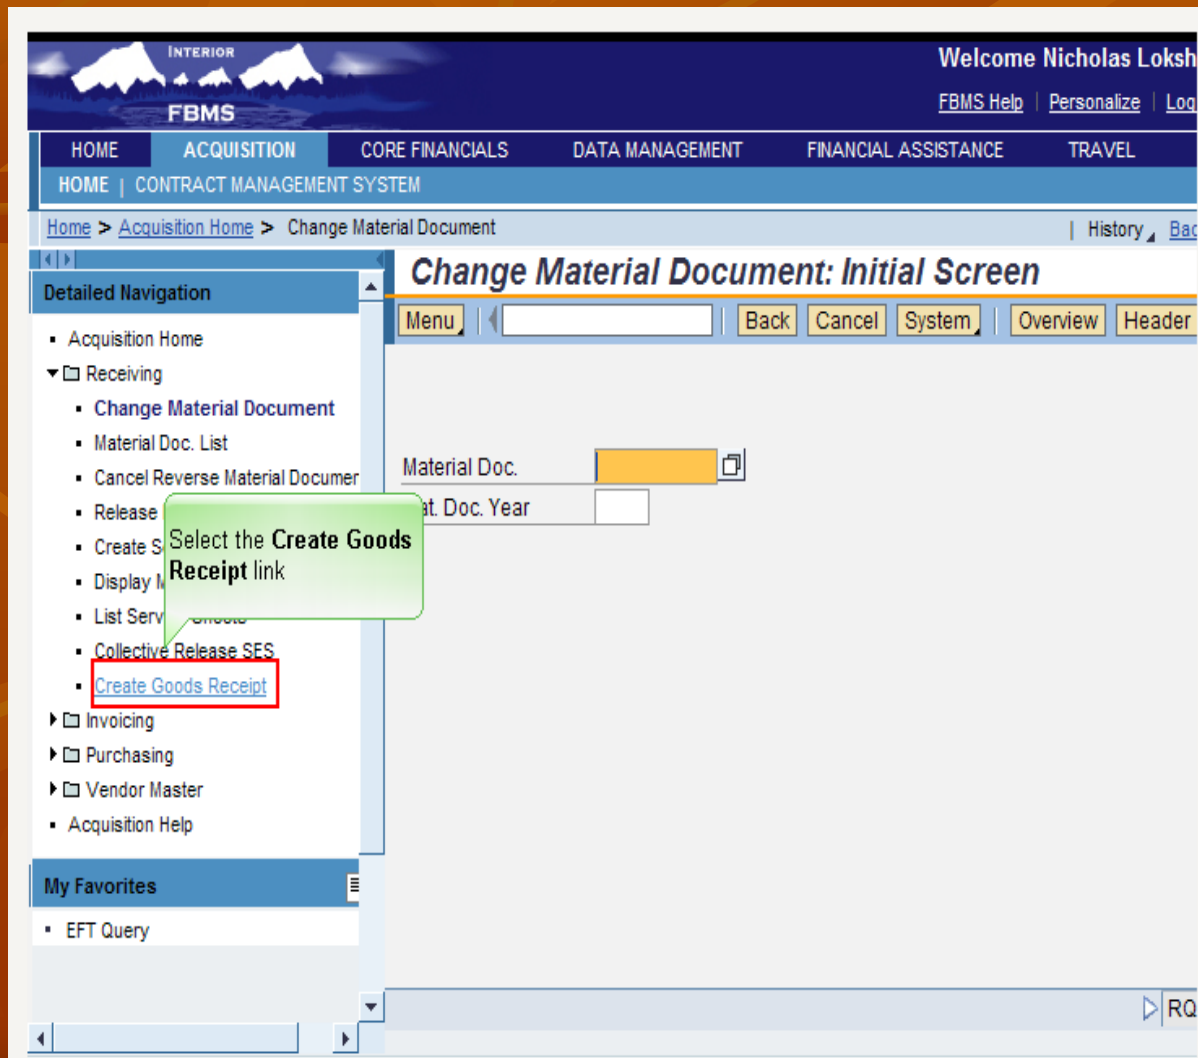 INTERIOR
FBMS
Welcome Nicholas Loksh
FBMS Help | Personalize | Log
HOME ACQUISITION CORE FINANCIALS DATA MANAGEMENT FINANCIAL ASSISTANCE TRAVEL
HOME | CONTRACT MANAGEMENT SYSTEM
Home > Acquisition Home > Change Material Document | History Bac
Detailed Navigation
Acquisition Home
Receiving
Change Material Document
Material Doc. List
Cancel Reverse Material Documen
Release
Create S
Display M
List Serv
Collective Release SES
Create Goods Receipt
Invoicing
Purchasing
Vendor Master
Acquisition Help
My Favorites
EFT Query
Select the Create Goods
Receipt link
Change Material Document: Initial Screen
Menu Back Cancel System Overview Header
Material Doc.
at. Doc. Year
RQ